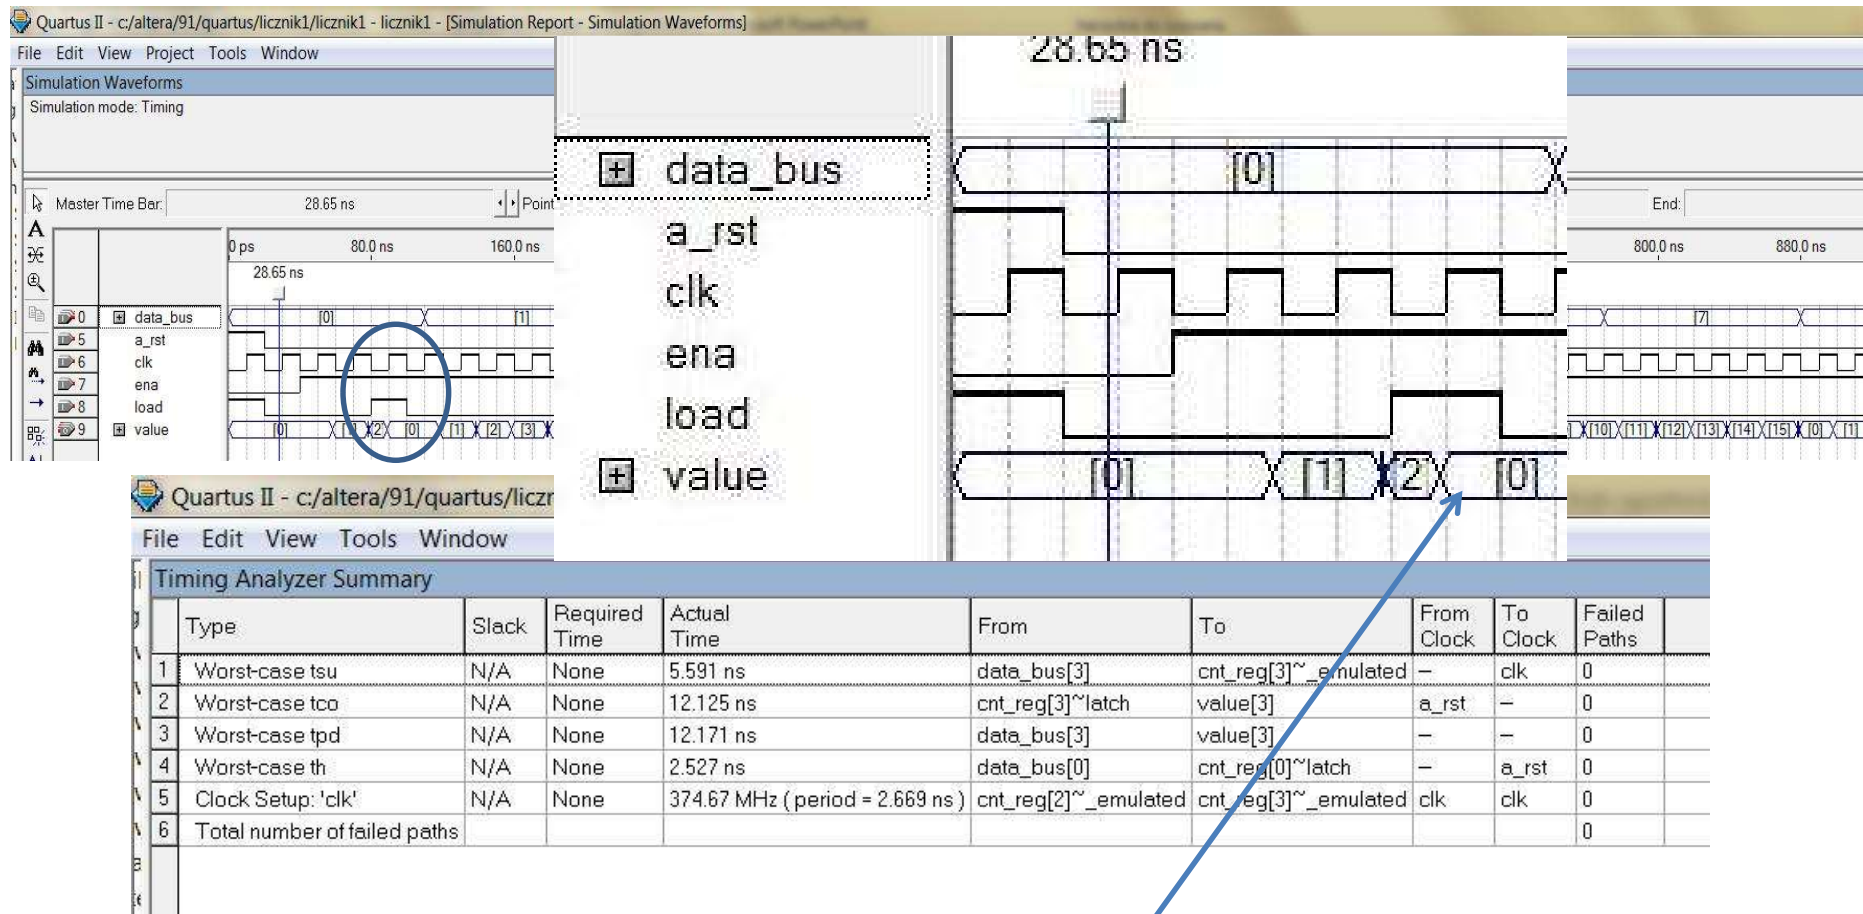 Quartus II - c:/altera/91/quartus/licznik1/licznik1 - licznik1 - [Simulation Report - Simulation Waveforms]
File Edit View Project Tools Window
Simulation Waveforms
Simulation mode: Timing
Master Time Bar: 28.65 ns Point
End:
0 ps 80.0 ns 160.0 ns
800.0 ns 880.0 ns
28.65 ns
0 data_bus [0] [1] [7]
5 a_rst
6 clk
7 ena
8 load
9 value [0] [2] [0] [1] [2] [3] [10] [11] [12] [13] [14] [15] [0] [1]
28.65 ns
data_bus [0]
a_rst
clk
ena
load
value [0] [1] [2] [0]
Quartus II - c:/altera/91/quartus/liczn
File Edit View Tools Window
Timing Analyzer Summary
Type Slack Required Time Actual Time From To From Clock To Clock Failed Paths
1 Worst-case tsu N/A None 5.591 ns data_bus[3] cnt_reg[3]~_emulated – clk 0
2 Worst-case tco N/A None 12.125 ns cnt_reg[3]~latch value[3] a_rst – 0
3 Worst-case tpd N/A None 12.171 ns data_bus[3] value[3] – – 0
4 Worst-case th N/A None 2.527 ns data_bus[0] cnt_reg[0]~latch – a_rst 0
5 Clock Setup: 'clk' N/A None 374.67 MHz ( period = 2.669 ns ) cnt_reg[2]~_emulated cnt_reg[3]~_emulated clk clk 0
6 Total number of failed paths 0